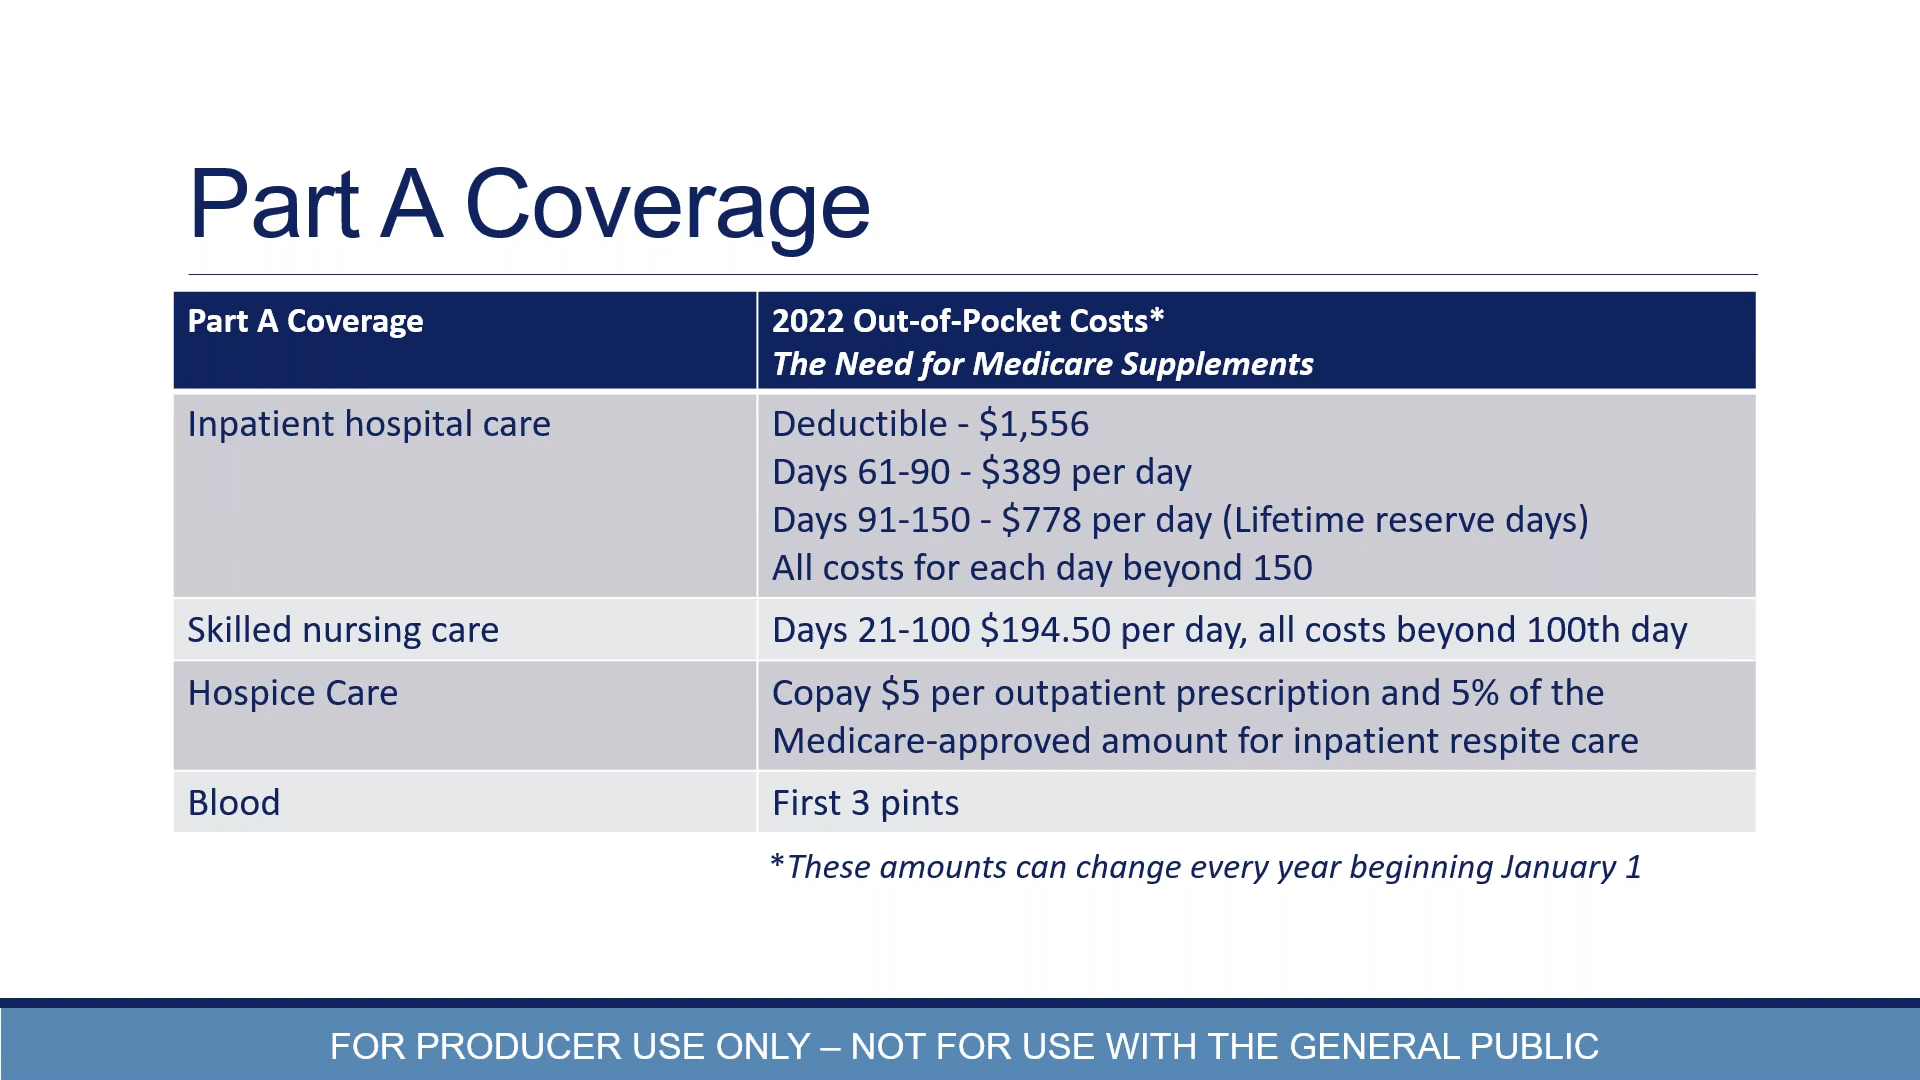 Part A Coverage
Part A Coverage
2022 Out-of-Pocket Costs*
The Need for Medicare Supplements
Inpatient hospital care
Deductible - $1,556
Days 61-90 - $389 per day
Days 91-150 - $778 per day (Lifetime reserve days)
All costs for each day beyond 150
Skilled nursing care
Days 21-100 $194.50 per day, all costs beyond 100th day
Hospice Care
Copay $5 per outpatient prescription and 5% of the
Medicare-approved amount for inpatient respite care
Blood
First 3 pints
*These amounts can change every year beginning January 1
FOR PRODUCER USE ONLY – NOT FOR USE WITH THE GENERAL PUBLIC